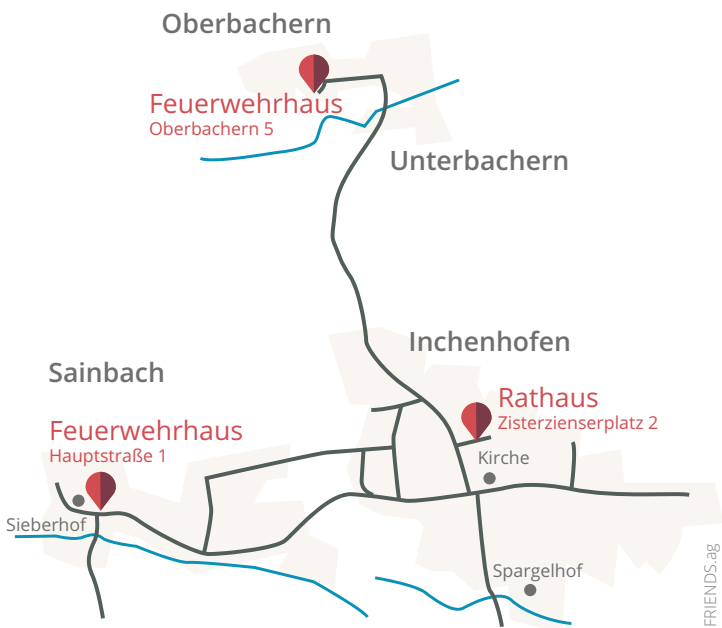 Oberbachern
Feuerwehrhaus
Oberbachern 5
Unterbachern
Inchenhofen
Sainbach
Rathaus
Zisterzienserplatz 2
Feuerwehrhaus
Hauptstraße 1
Kirche
Sieberhof
Spargelhof
FRIENDS.ag